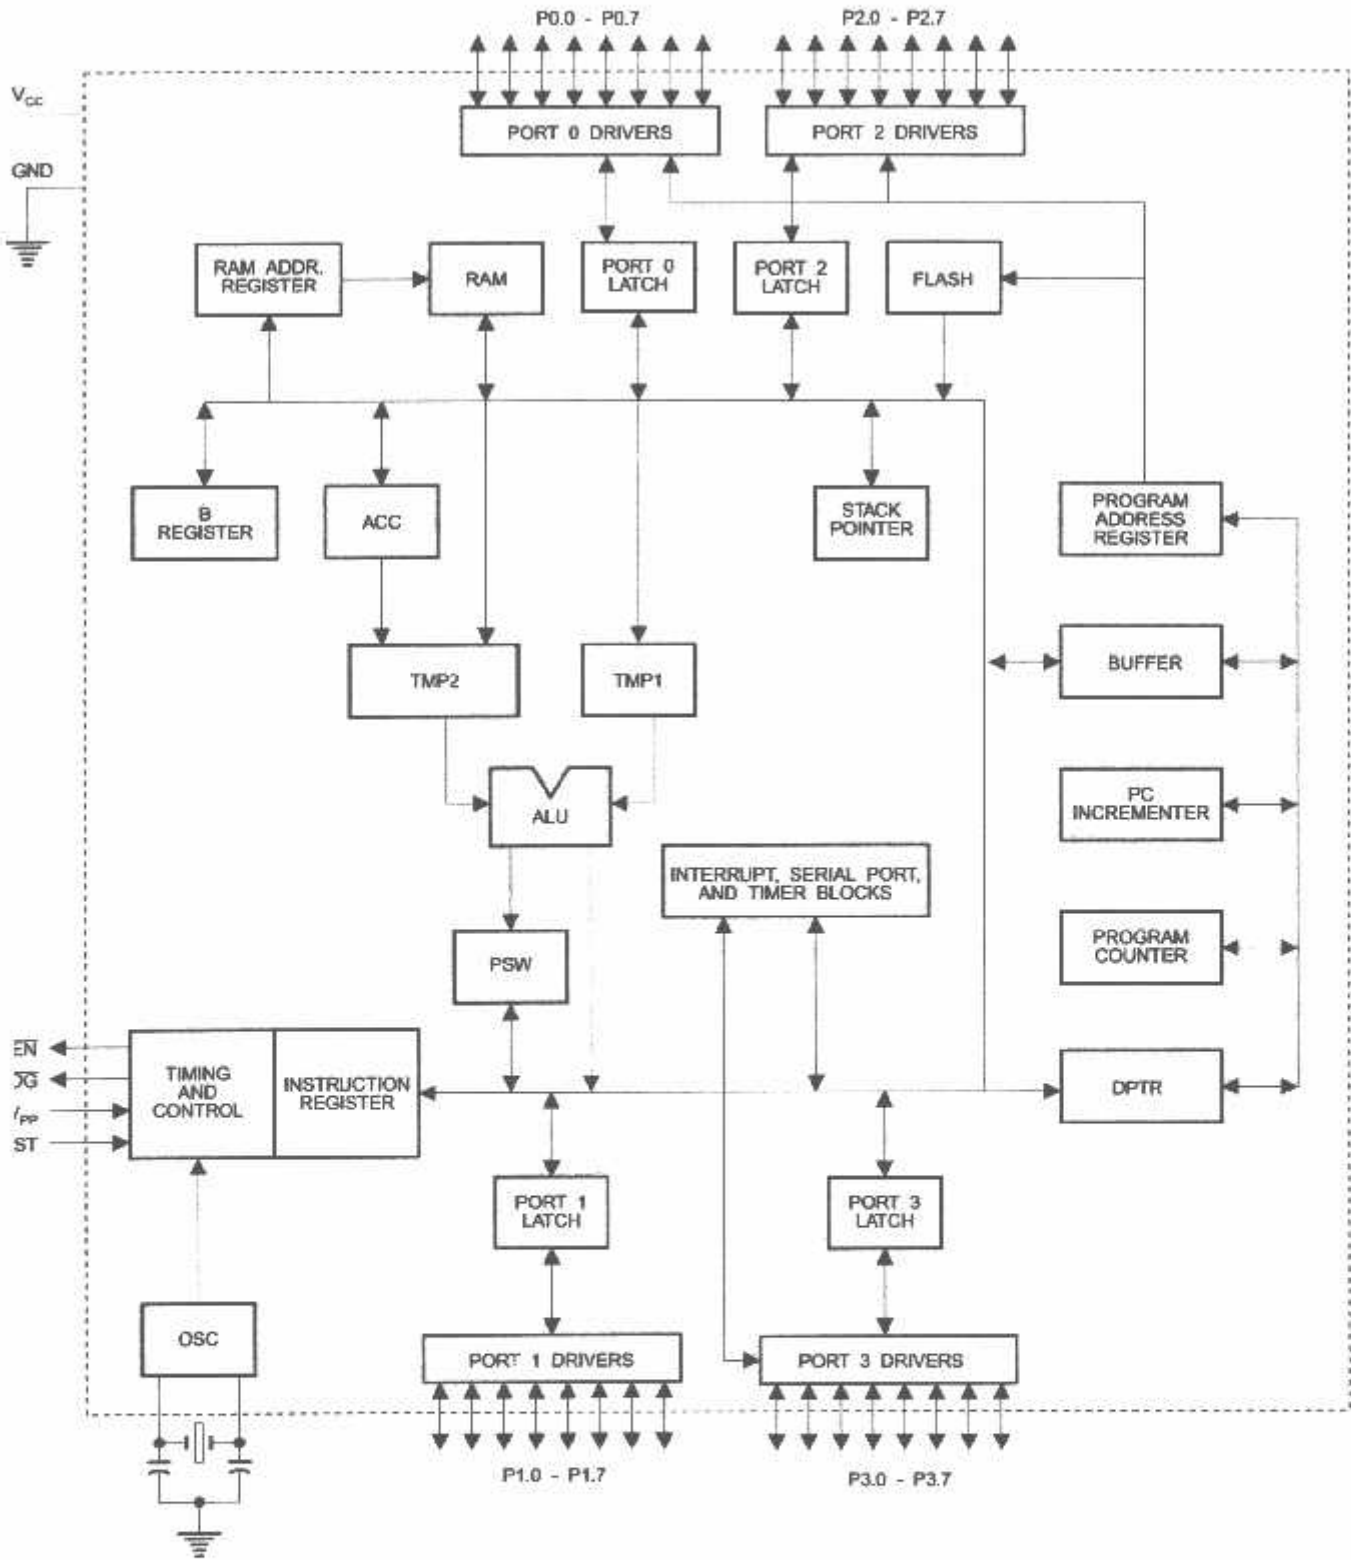 P0.0 - P0.7
P2.0 - P2.7
VCC
GND
PORT 0 DRIVERS
PORT 2 DRIVERS
RAM ADDR.
REGISTER
RAM
PORT 0
LATCH
PORT 2
LATCH
FLASH
B
REGISTER
ACC
STACK
POINTER
PROGRAM
ADDRESS
REGISTER
TMP2
TMP1
BUFFER
ALU
PC
INCREMENTER
INTERRUPT, SERIAL PORT,
AND TIMER BLOCKS
PROGRAM
COUNTER
PSW
EN
TIMING
AND
CONTROL
INSTRUCTION
REGISTER
DPTR
PP
ST
PORT 1
LATCH
PORT 3
LATCH
OSC
PORT 1 DRIVERS
PORT 3 DRIVERS
P1.0 - P1.7
P3.0 - P3.7